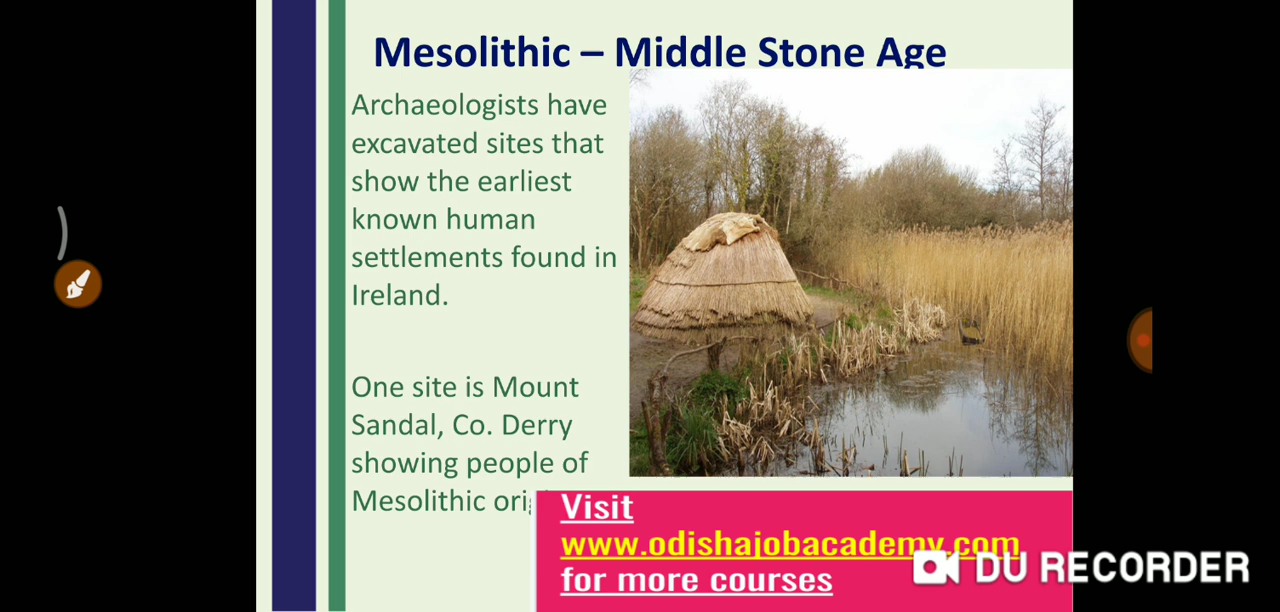 Mesolithic – Middle Stone Age
Archaeologists have
excavated sites that
show the earliest
known human
settlements found in
Ireland.
One site is Mount
Sandal, Co. Derry
showing people of
Mesolithic
Visit
www.odishajobacademy.com
for more courses
DU RECORDER